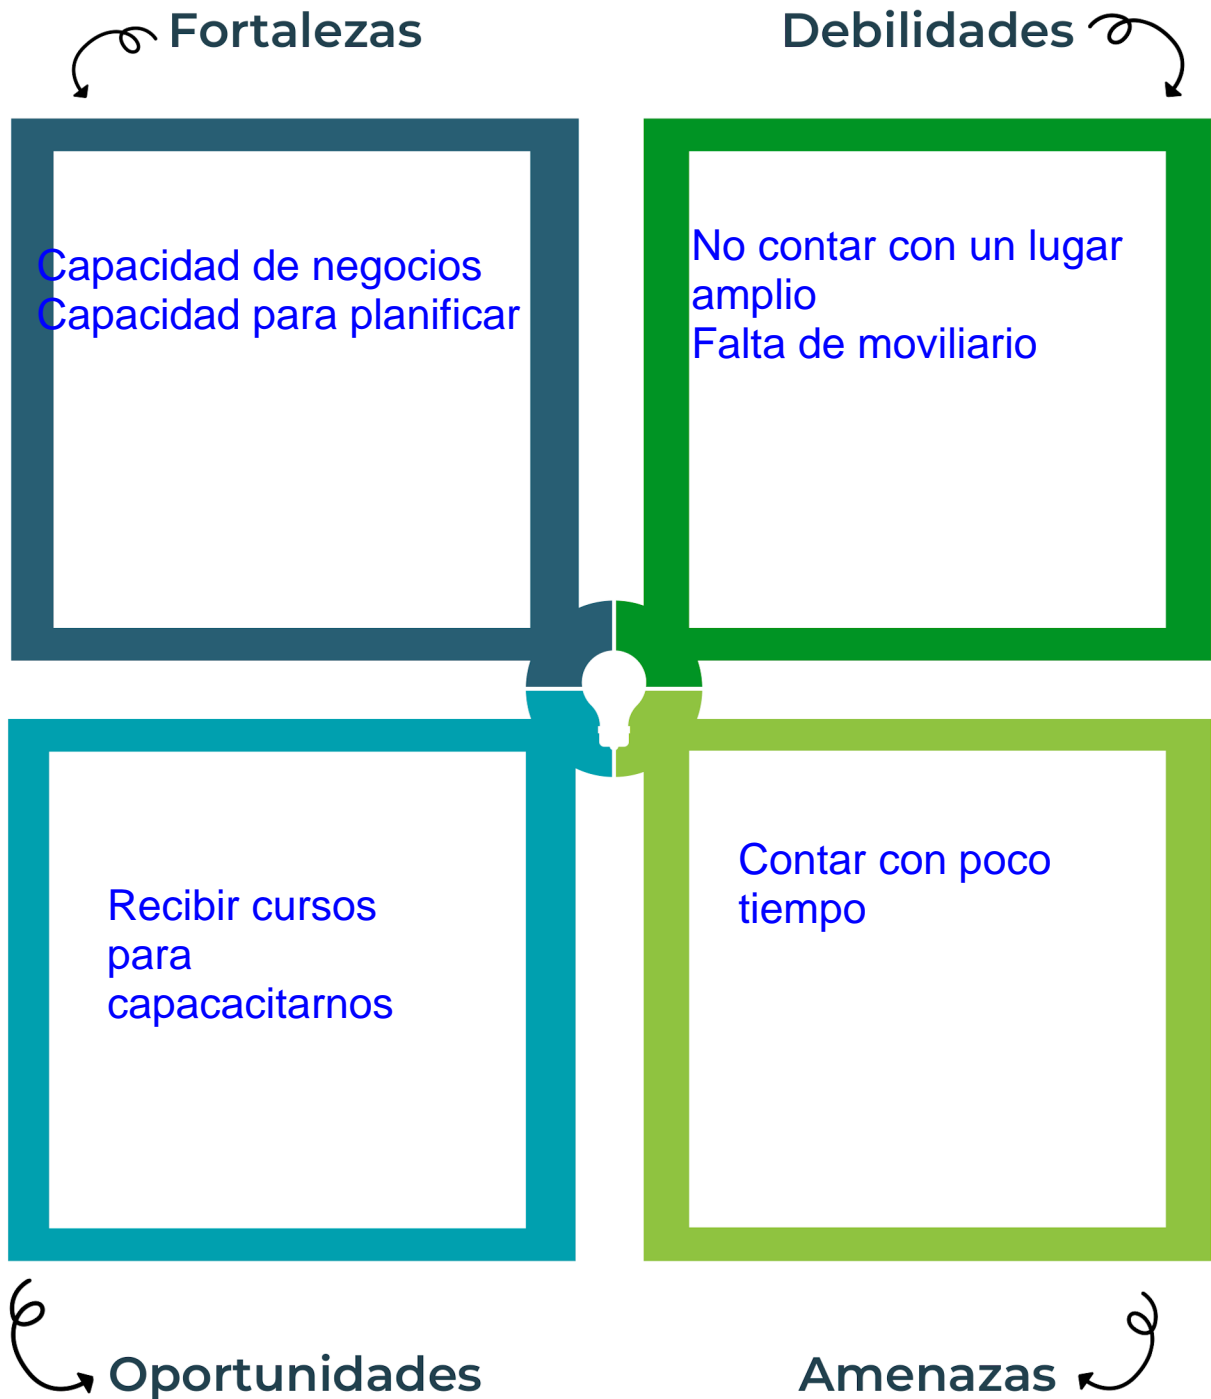 Fortalezas
Capacidad de negocios
Capacidad para planificar
Debilidades
No contar con un lugar
amplio
Falta de moviliario
Recibir cursos
para
capacacitarnos
Oportunidades
Contar con poco
tiempo
Amenazas